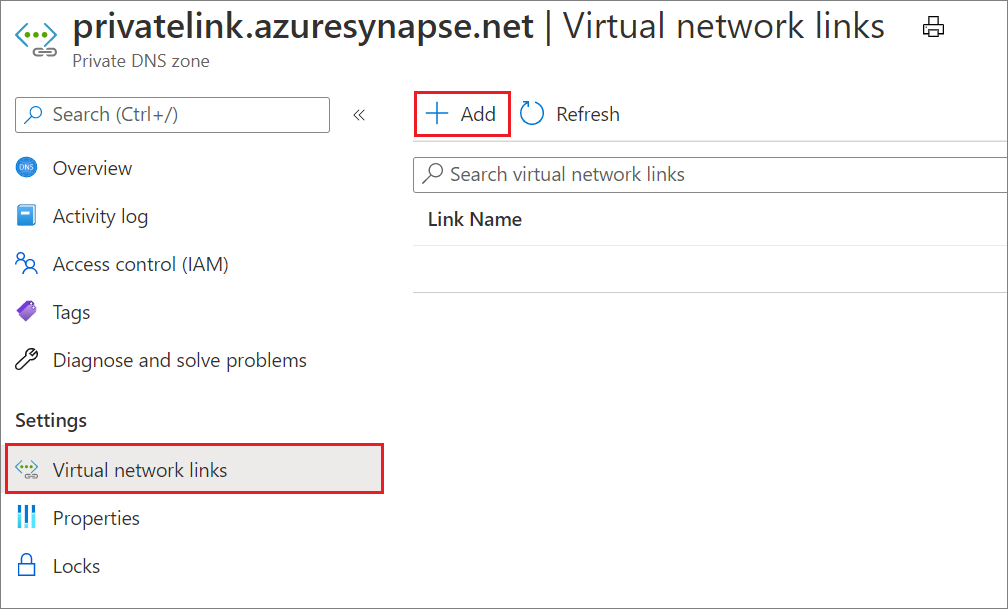 privatelink.azuresynapse.net | Virtual network links
Private DNS zone
Search (Ctrl+/)
«
Add
Refresh
DNS
Overview
Search virtual network links
Activity log
Link Name
Access control (IAM)
Tags
Diagnose and solve problems
Settings
Virtual network links
Properties
Locks